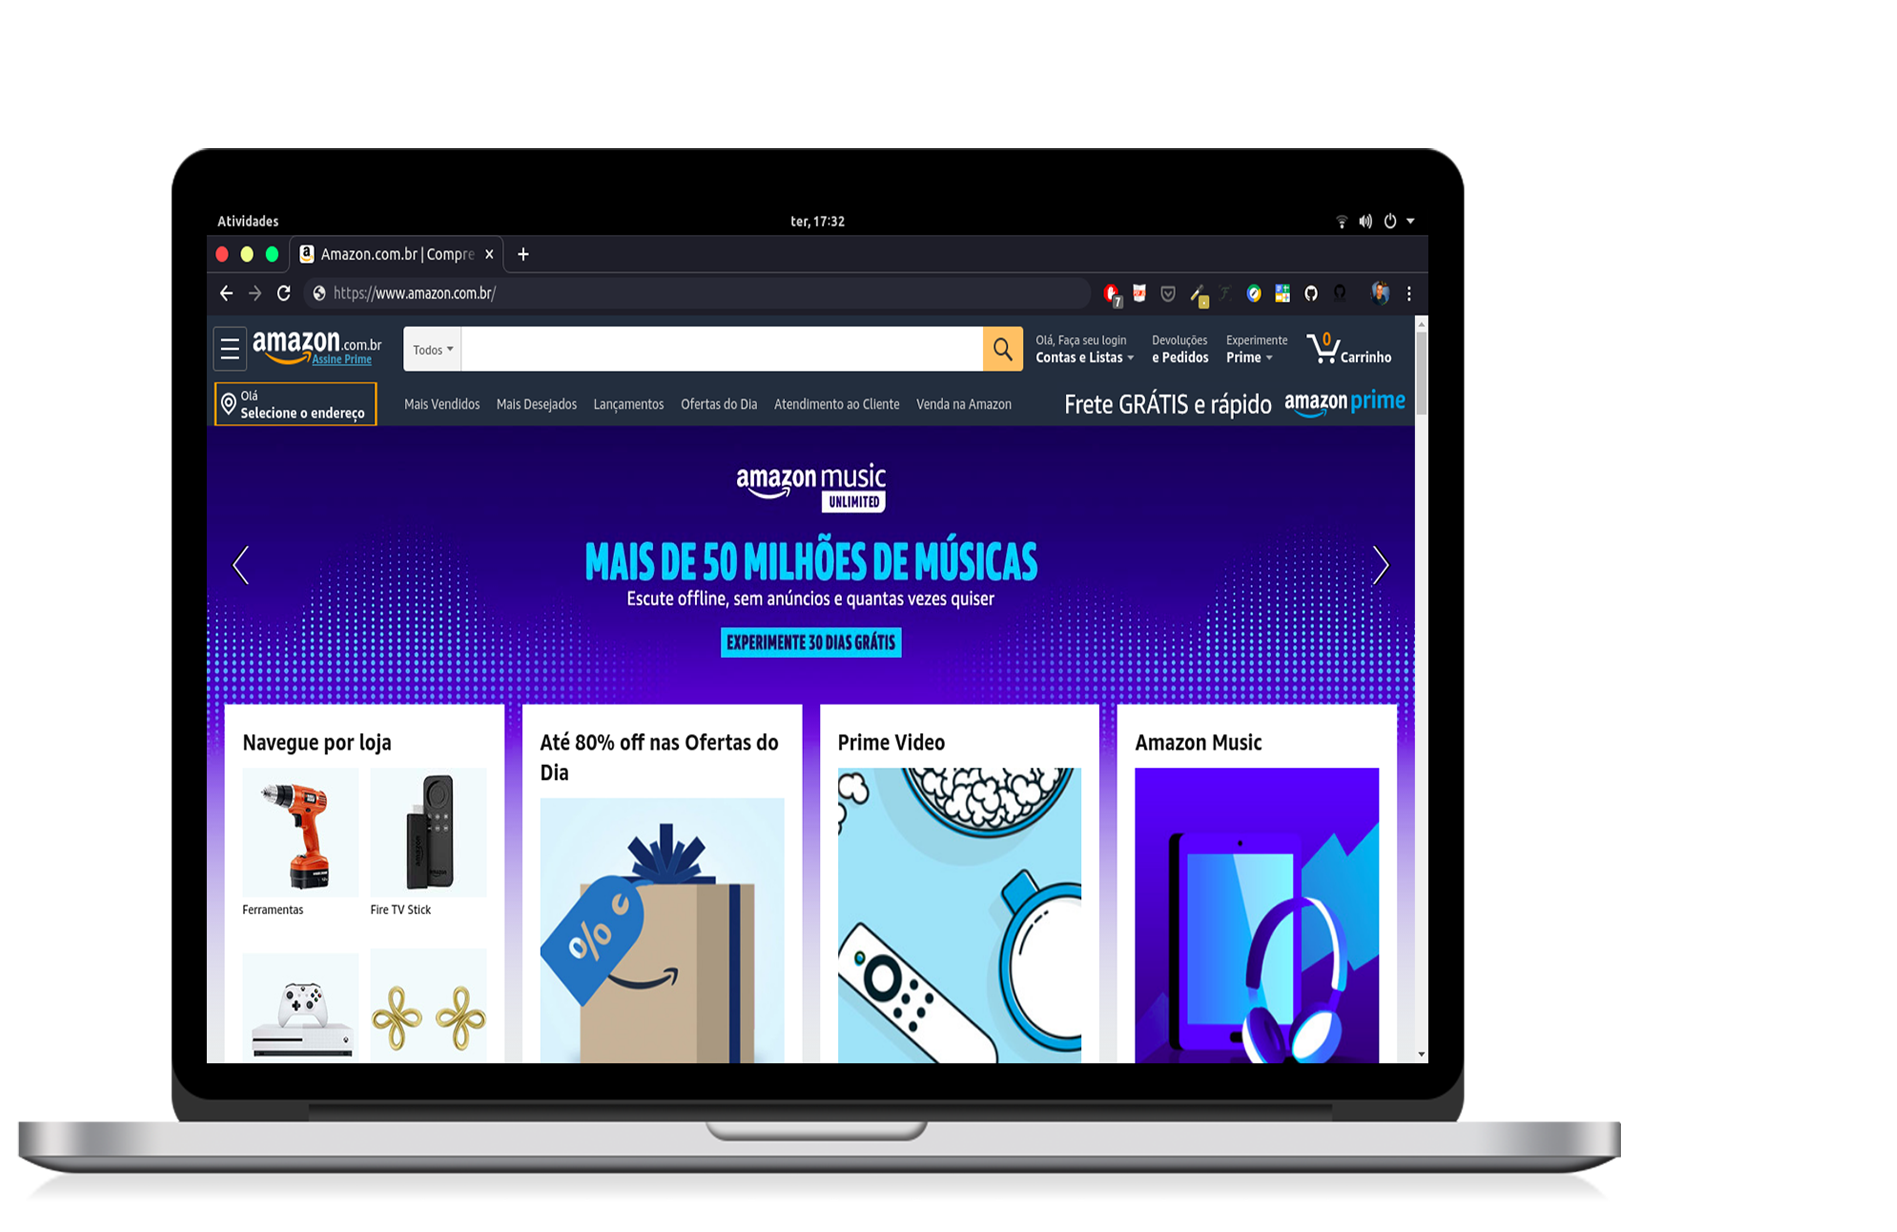 Atividades
ter, 17:32
Amazon.com.br | Compre
https://www.amazon.com.br/
7
amazon.com.br
Assine Prime
Todos
Olá, Faça seu login
Contas e Listas
Devoluções
e Pedidos
Experimente
Prime
0
Carrinho
Olá
Selecione o endereço
Mais Vendidos
Mais Desejados
Lançamentos
Ofertas do Dia
Atendimento ao Cliente
Venda na Amazon
Frete GRÁTIS e rápido
amazon prime
amazon music
UNLIMITED
MAIS DE 50 MILHÕES DE MÚSICAS
Escute offline, sem anúncios e quantas vezes quiser
EXPERIMENTE 30 DIAS GRÁTIS
Navegue por loja
Ferramentas
Fire TV Stick
Até 80% off nas Ofertas do
Dia
%
Prime Video
Amazon Music